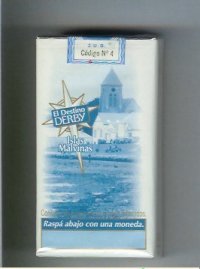 Código Nº 4
El Destino
DERBY
Islas
Malvinas
Raspá abajo con una moneda.